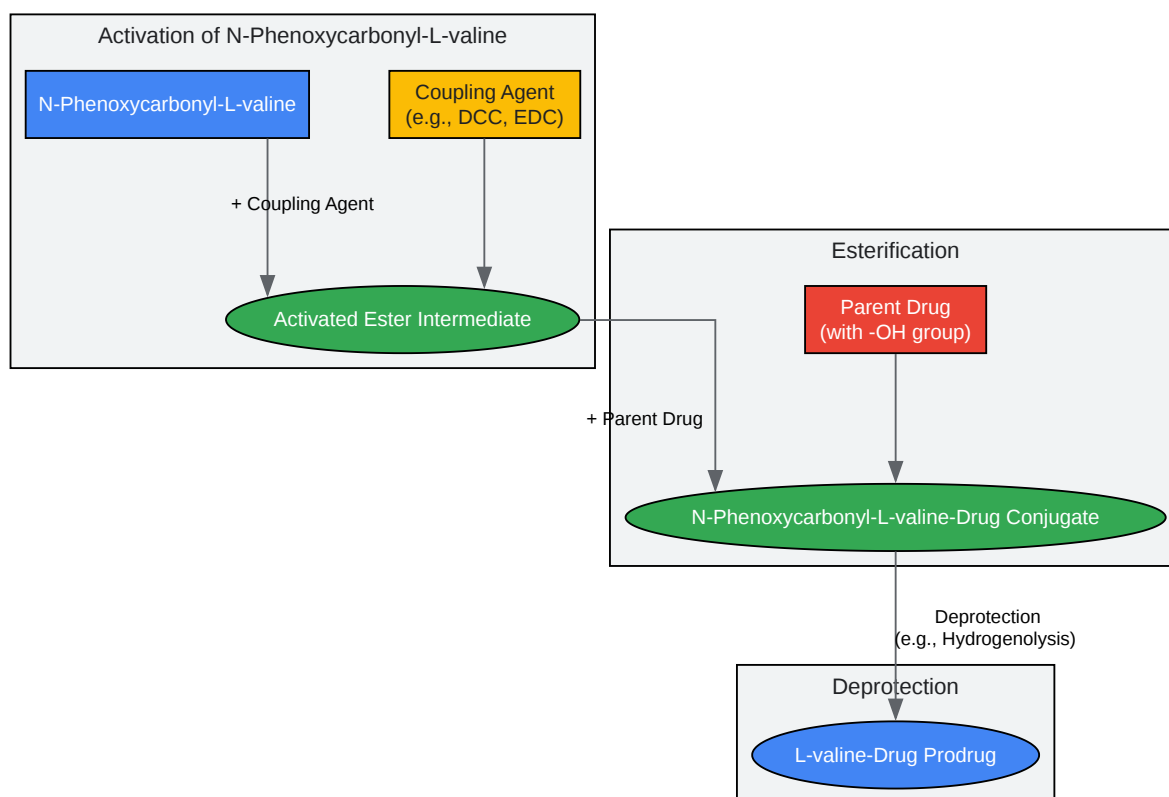 Activation of N-Phenoxycarbonyl-L-valine
N-Phenoxycarbonyl-L-valine
Coupling Agent
(e.g., DCC, EDC)
+ Coupling Agent
Activated Ester Intermediate
Esterification
Parent Drug
(with -OH group)
+ Parent Drug
N-Phenoxycarbonyl-L-valine-Drug Conjugate
Deprotection
(e.g., Hydrogenolysis)
Deprotection
L-valine-Drug Prodrug